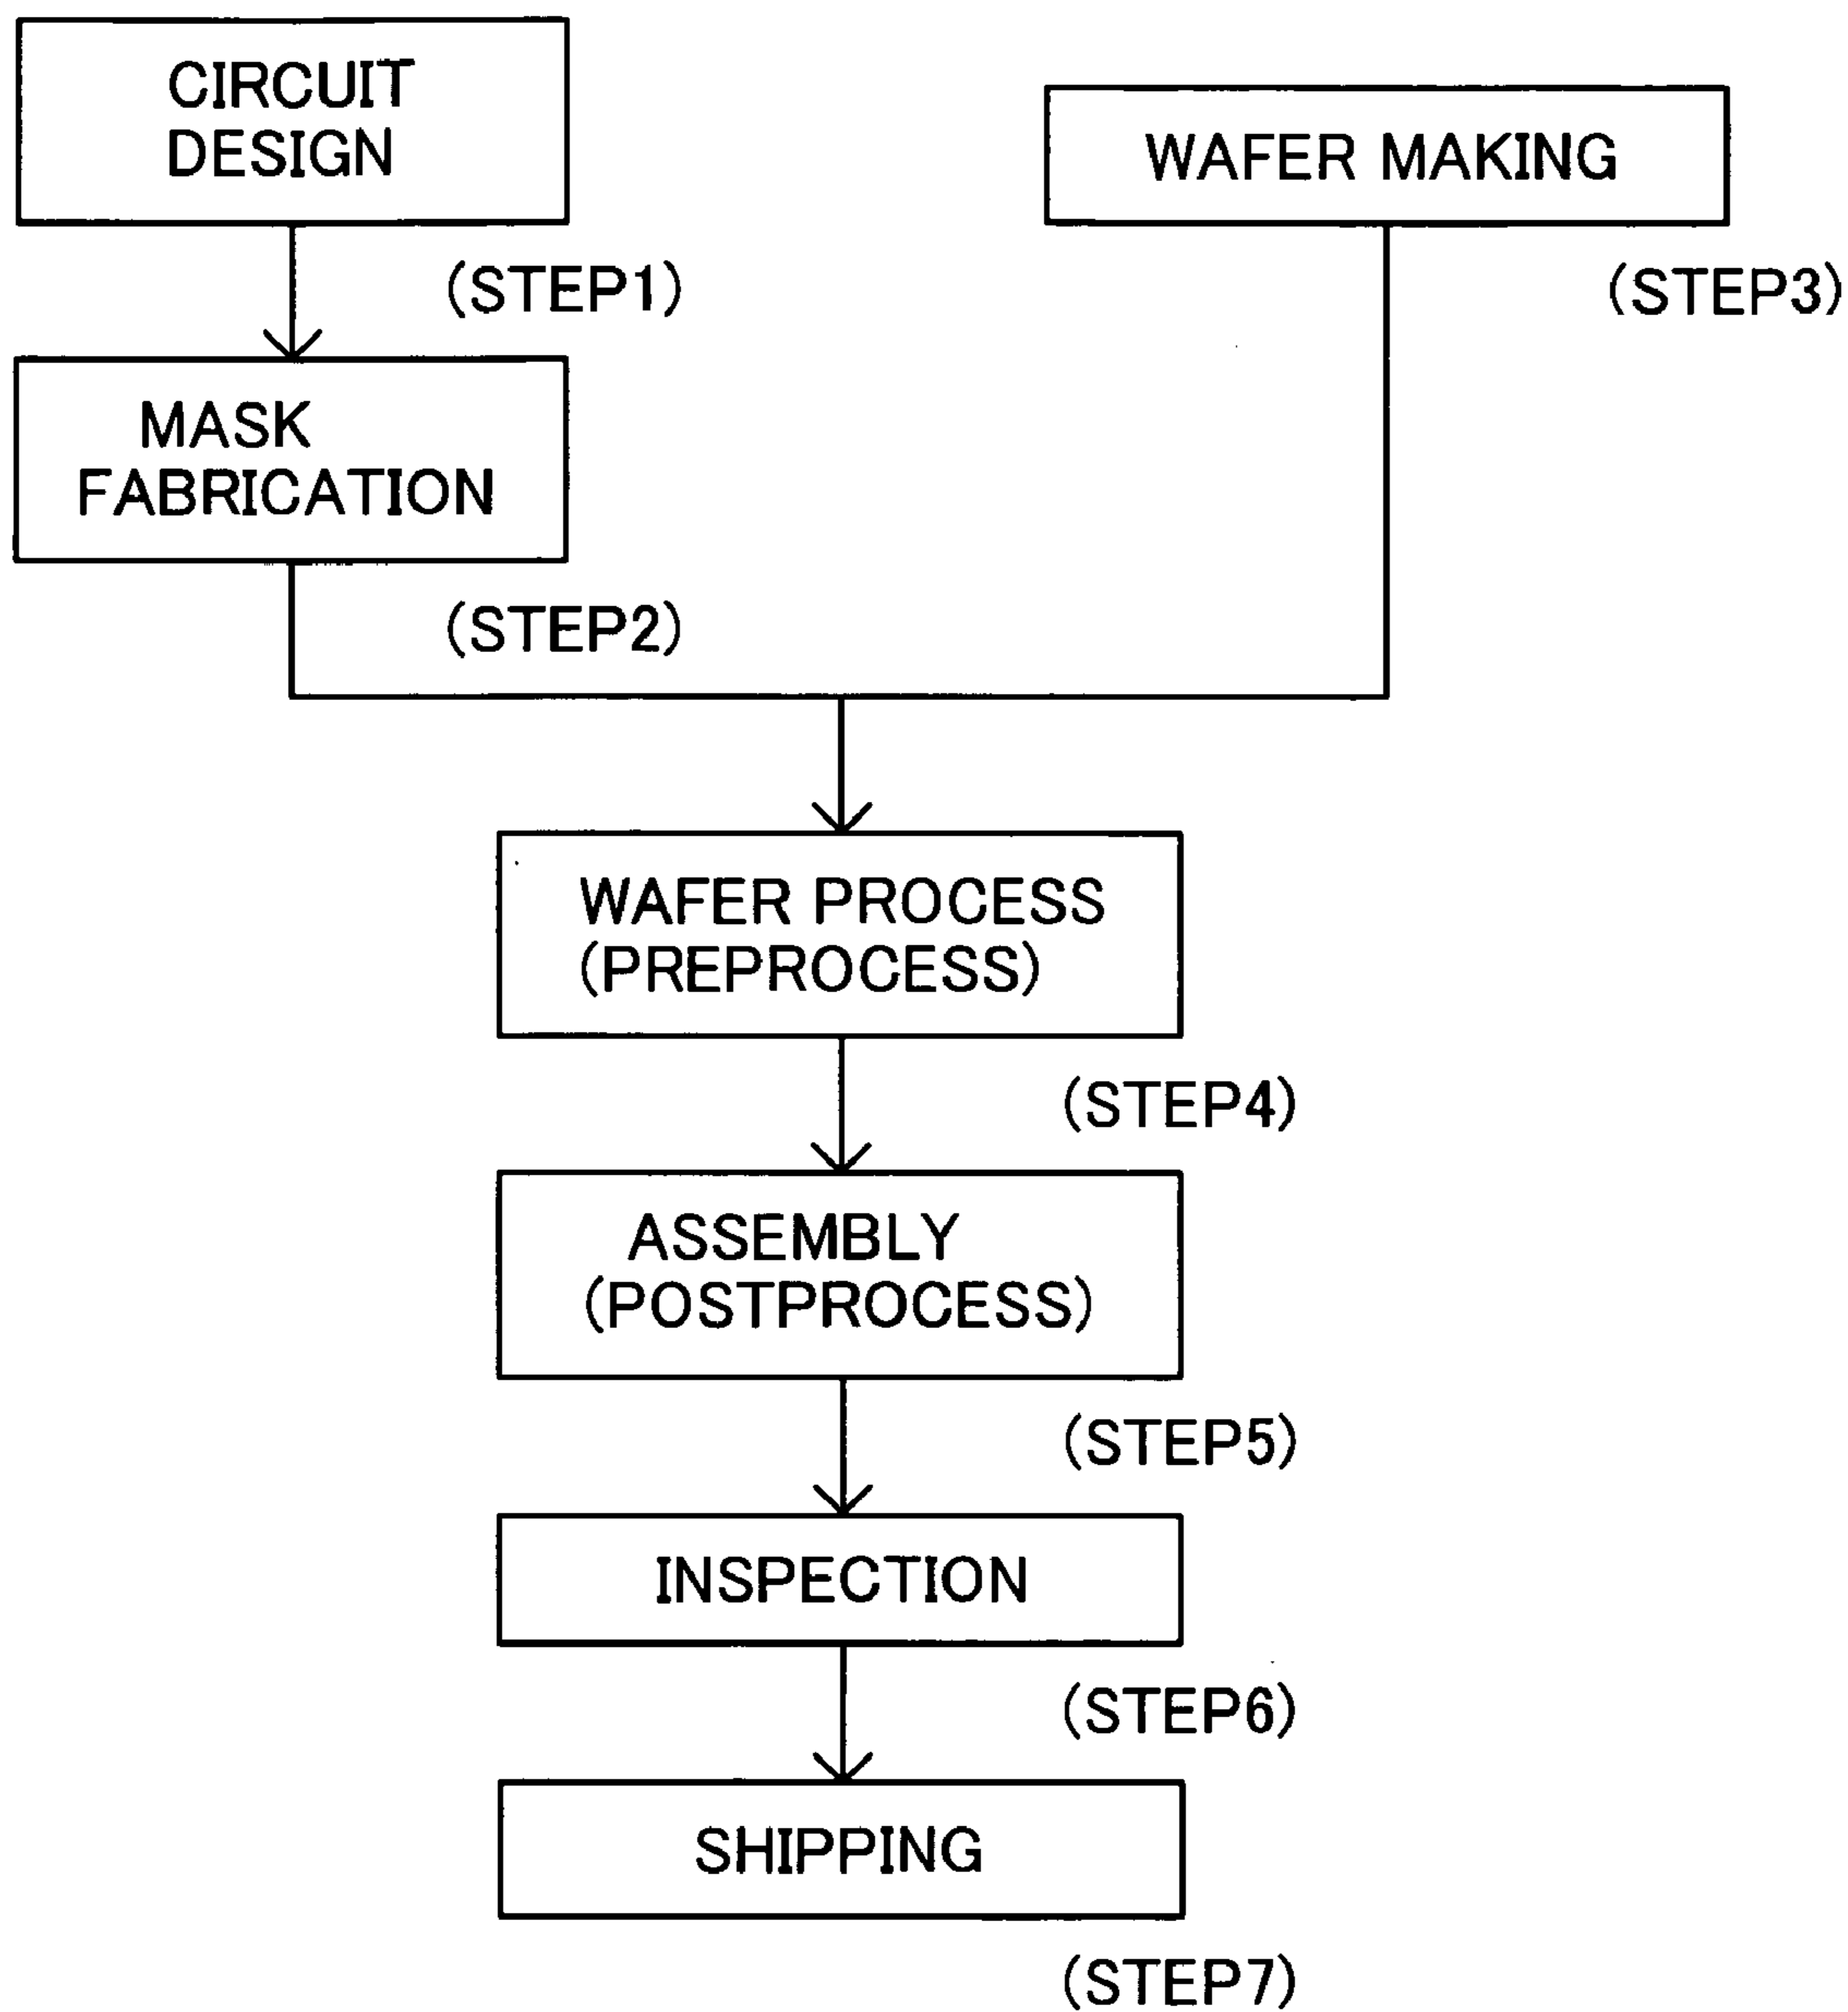 CIRCUIT
DESIGN
(STEP1)
MASK
FABRICATION
(STEP2)
WAFER MAKING
(STEP3)
WAFER PROCESS
(PREPROCESS)
(STEP4)
ASSEMBLY
(POSTPROCESS)
(STEP5)
INSPECTION
(STEP6)
SHIPPING
(STEP7)